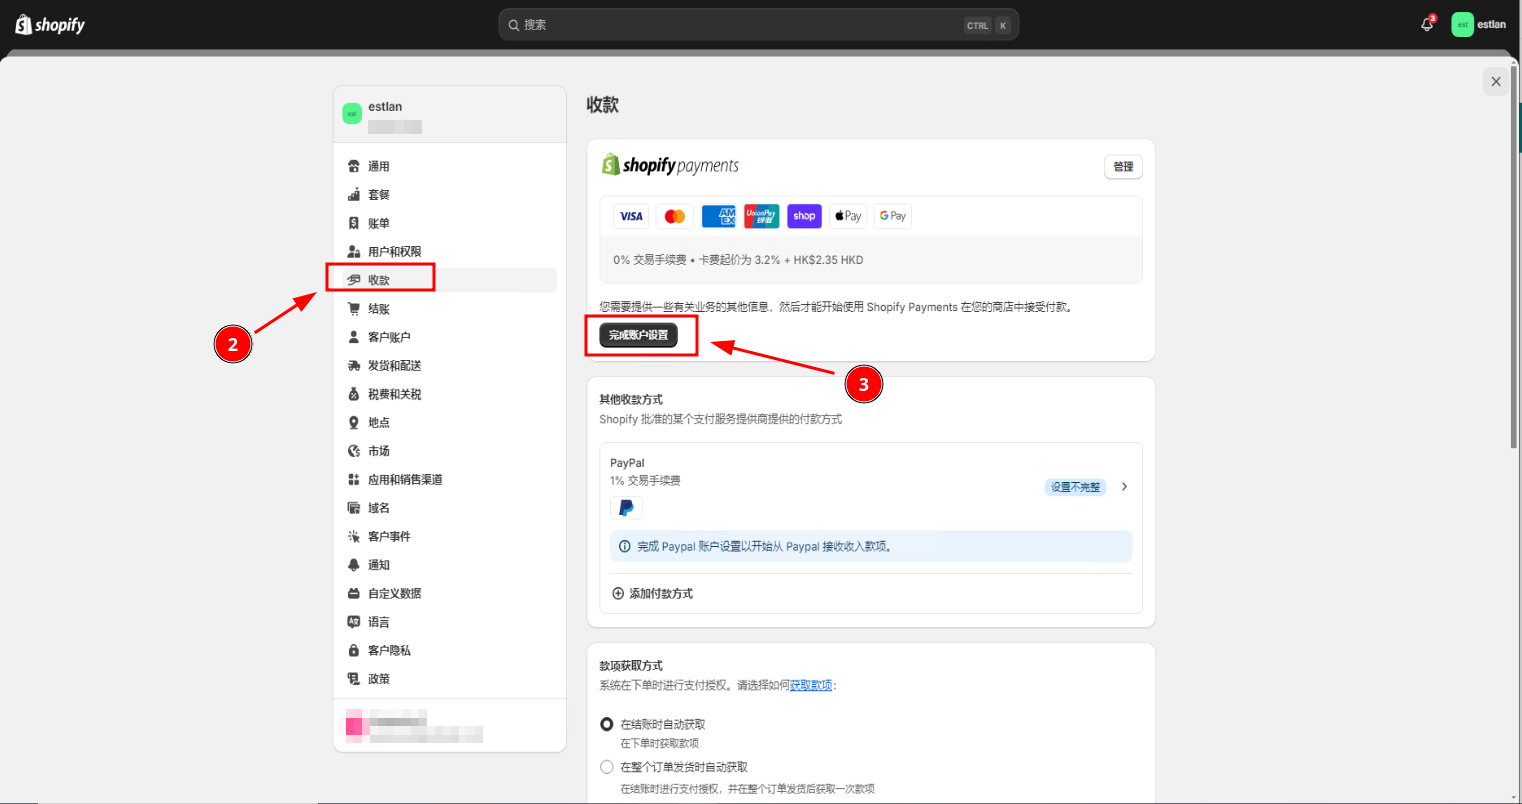 shopify
搜索
CTRL K
3
est
estlan
est
estlan
通用
套餐
账单
用户和权限
收款
结账
客户账户
发货和配送
税费和关税
地点
市场
应用和销售渠道
域名
客户事件
通知
自定义数据
语言
客户隐私
政策
2
收款
shopify payments
管理
VISA
AMEX
UnionPay 银联
shop
Pay
G Pay
0% 交易手续费 • 卡费起价为 3.2% + HK$2.35 HKD
您需要提供一些有关业务的其他信息，然后才能开始使用 Shopify Payments 在您的商店中接受付款。
完成账户设置
3
其他收款方式
Shopify 批准的某个支付服务提供商提供的付款方式
PayPal
1% 交易手续费
设置不完整
完成 Paypal 账户设置以开始从 Paypal 接收收入款项。
添加付款方式
款项获取方式
系统在下单时进行支付授权。请选择如何获取款项：
在结账时自动获取
在下单时获取款项
在整个订单发货时自动获取
在结账时进行支付授权，并在整个订单发货后获取一次款项